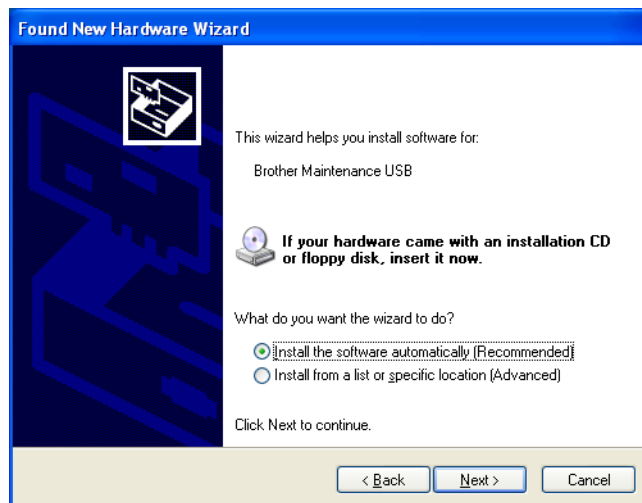 Found New Hardware Wizard
This wizard helps you install software for:
Brother Maintenance USB
If your hardware came with an installation CD
or floppy disk, insert it now.
What do you want the wizard to do?
Install the software automatically (Recommended)
Install from a list or specific location (Advanced)
Click Next to continue.
< Back Next > Cancel